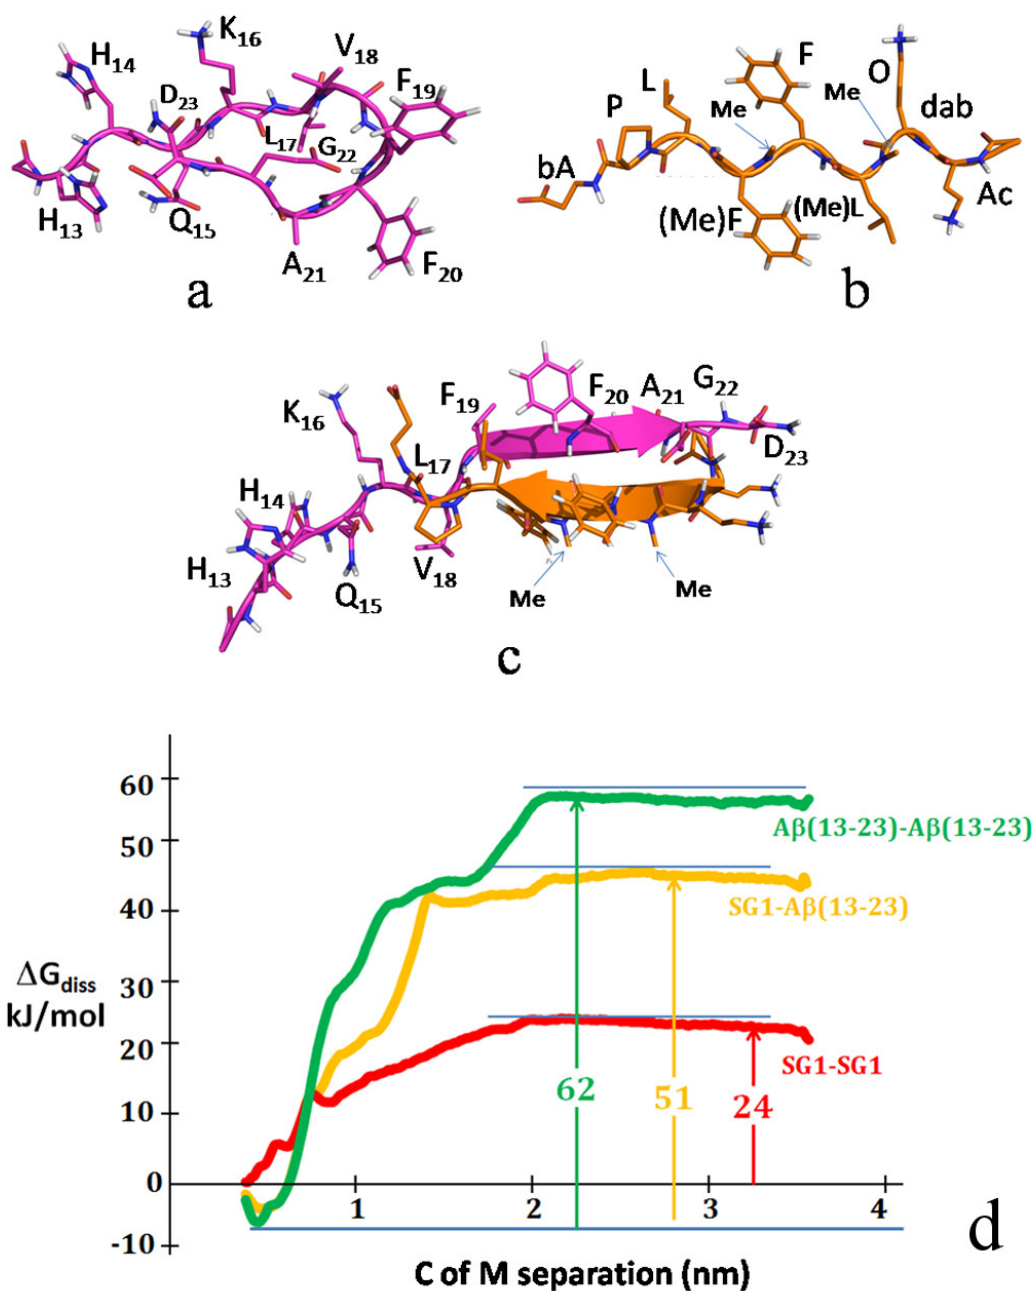 K16
V18
H14
F19
D23
L17
G22
H13
Q15
A21
F20
a
F
O
L
Me
dab
P
Me
bA
Ac
(Me)F
(Me)L
b
A21
G22
F19
F20
K16
L17
D23
H14
H13
V18
Q15
Me
Me
c
60
Aβ(13-23)-Aβ(13-23)
50
SG1-Aβ(13-23)
40
ΔGdiss
kJ/mol
30
20
SG1-SG1
62
51
24
10
0
1
2
3
4
-10
d
C of M separation (nm)